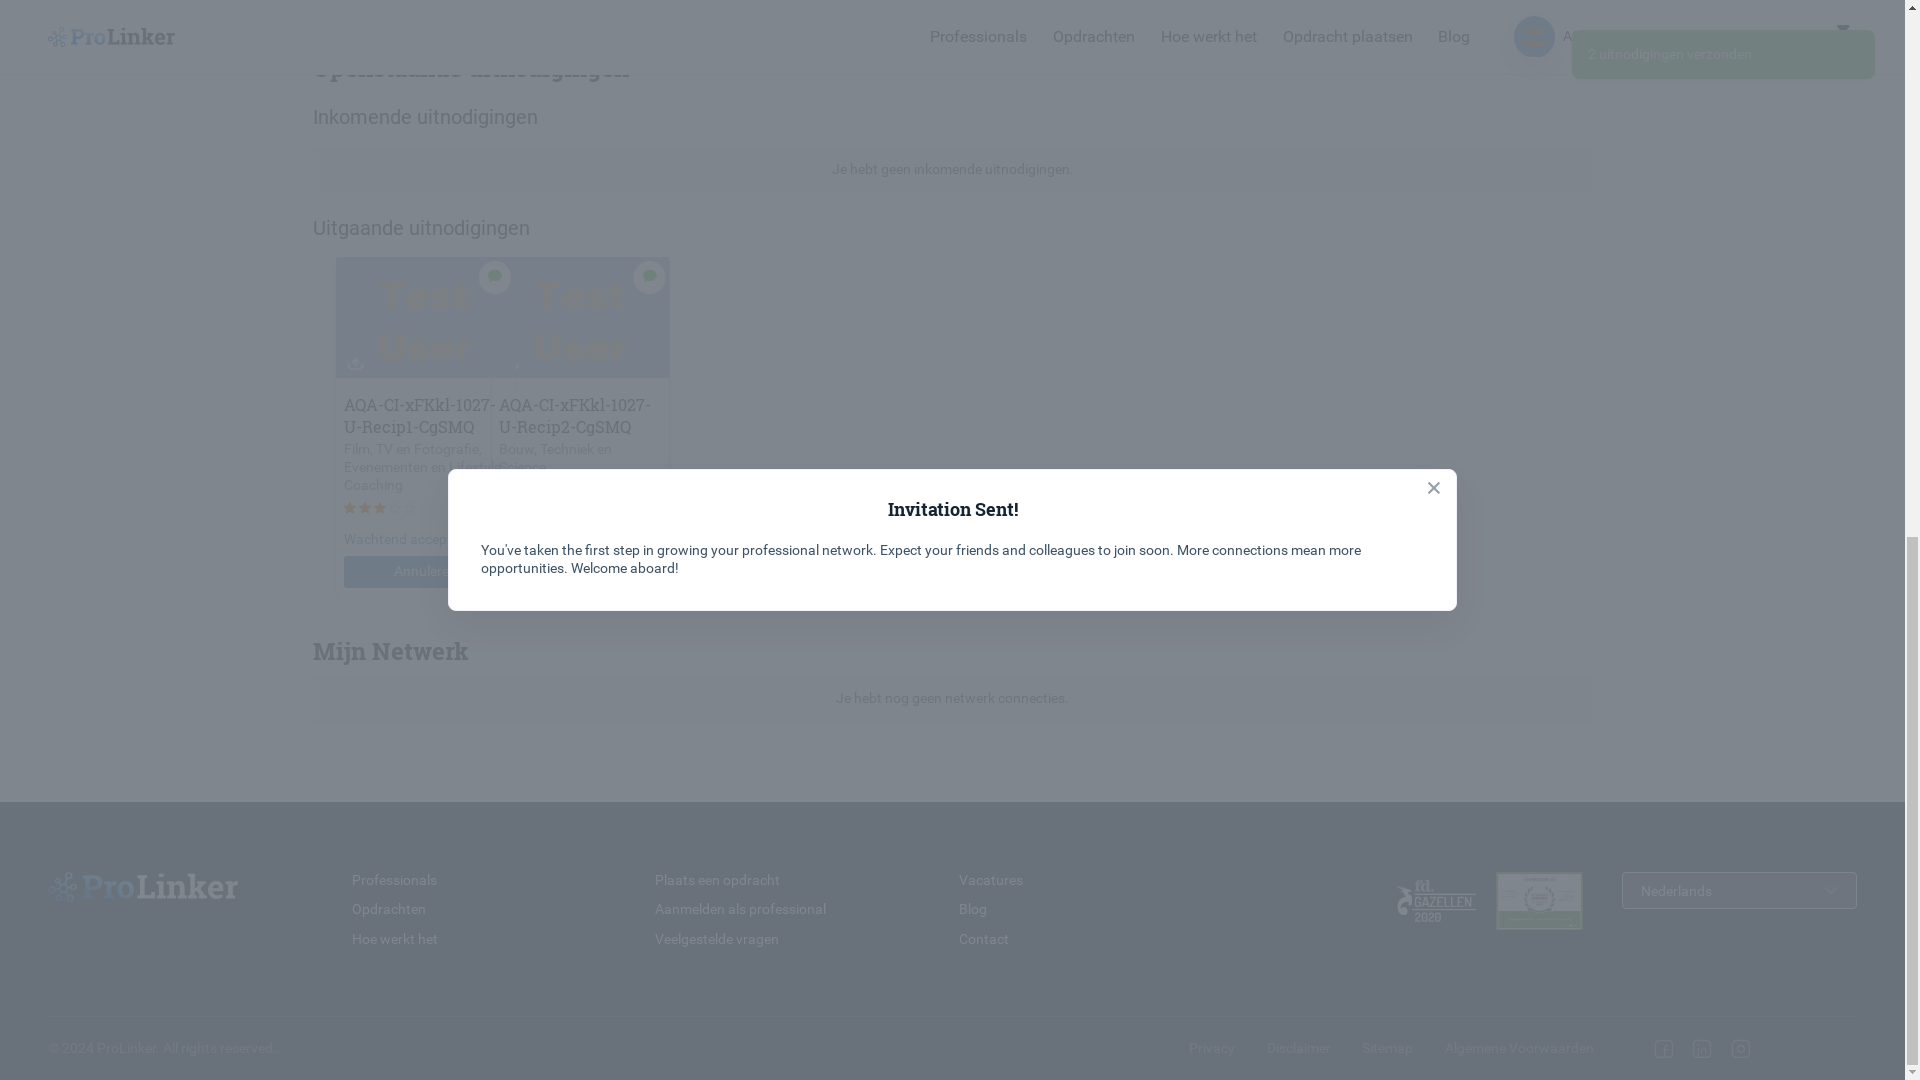 ProLinker
Professionals
Opdrachten
Hoe werkt het
Opdracht plaatsen
Blog
2 uitnodigingen verzonden
Openstaande uitnodigingen
Inkomende uitnodigingen
Je hebt geen inkomende uitnodigingen.
Uitgaande uitnodigingen
Test
User
Test
User
AQA-CI-xFKkl-1027-
U-Recip1-CgSMQ
Film, TV en Fotografie,
Evenementen en Lifestyle
Coaching
Wachtend
AQA-CI-xFKkl-1027-
U-Recip2-CgSMQ
Bouw, Techniek en
Science
Invitation Sent!
You've taken the first step in growing your professional network. Expect your friends and colleagues to join soon. More connections mean more
opportunities. Welcome aboard!
Mijn Netwerk
Je hebt nog geen netwerk connecties.
ProLinker
Professionals
Opdrachten
Hoe werkt het
Plaats een opdracht
Aanmelden als professional
Veelgestelde vragen
Vacatures
Blog
Contact
fd.
GAZELLEN
2020
Nederlands
© 2024 ProLinker. All rights reserved
Privacy
Disclaimer
Sitemap
Algemene Voorwaarden